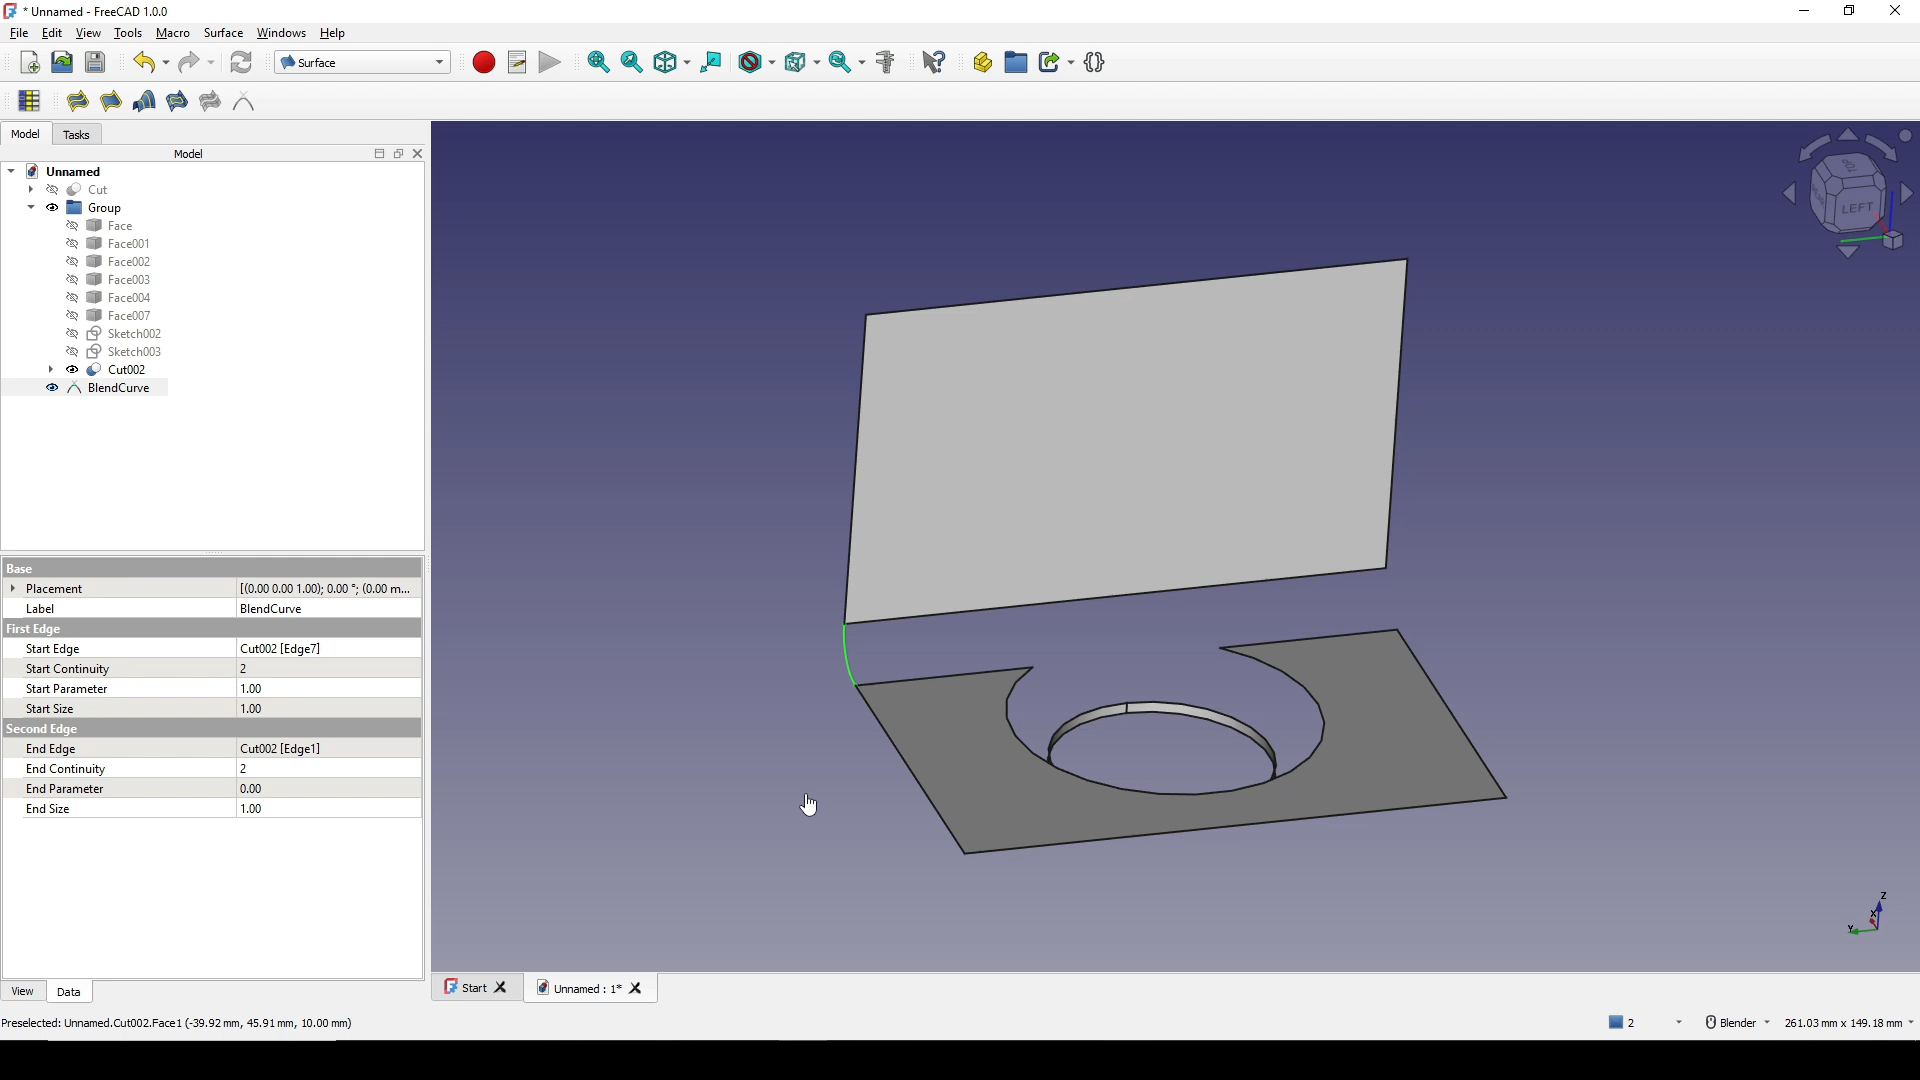 * Unnamed - FreeCAD 1.0.0
File Edit View Tools Macro Surface Windows Help
Surface
Model Tasks
Model
Unnamed
Cut
Group
Face
Face001
Face002
Face003
Face004
Face007
Sketch002
Sketch003
Cut002
BlendCurve
Base
Placement [(0.00 0.00 1.00); 0.00 °; (0.00 m...
Label BlendCurve
First Edge
Start Edge Cut002 [Edge7]
Start Continuity 2
Start Parameter 1.00
Start Size 1.00
Second Edge
End Edge Cut002 [Edge1]
End Continuity 2
End Parameter 0.00
End Size 1.00
View Data
TOP
LEFT
Z
X
Y
Start Unnamed : 1*
Preselected: Unnamed.Cut002.Face1 (-39.92 mm, 45.91 mm, 10.00 mm)
2 Blender 261.03 mm x 149.18 mm